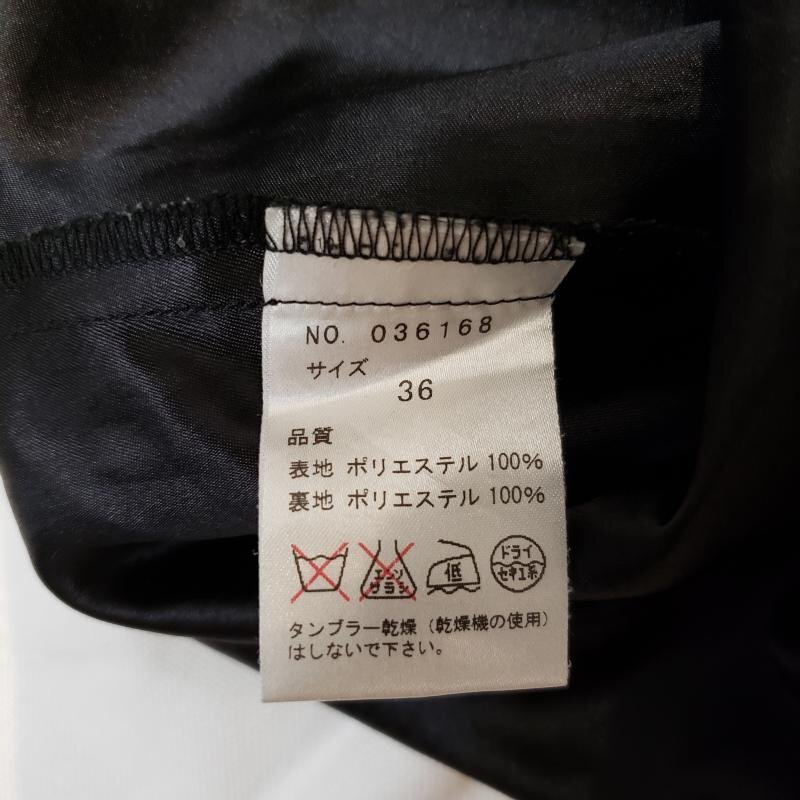 NO. 036168
サイズ
36
品質
表地 ポリエステル 100%
裏地 ポリエステル 100%
エンソ
サラシ
低
ドライ
セキユ系
タンブラー乾燥（乾燥機の使用）
はしないで下さい。